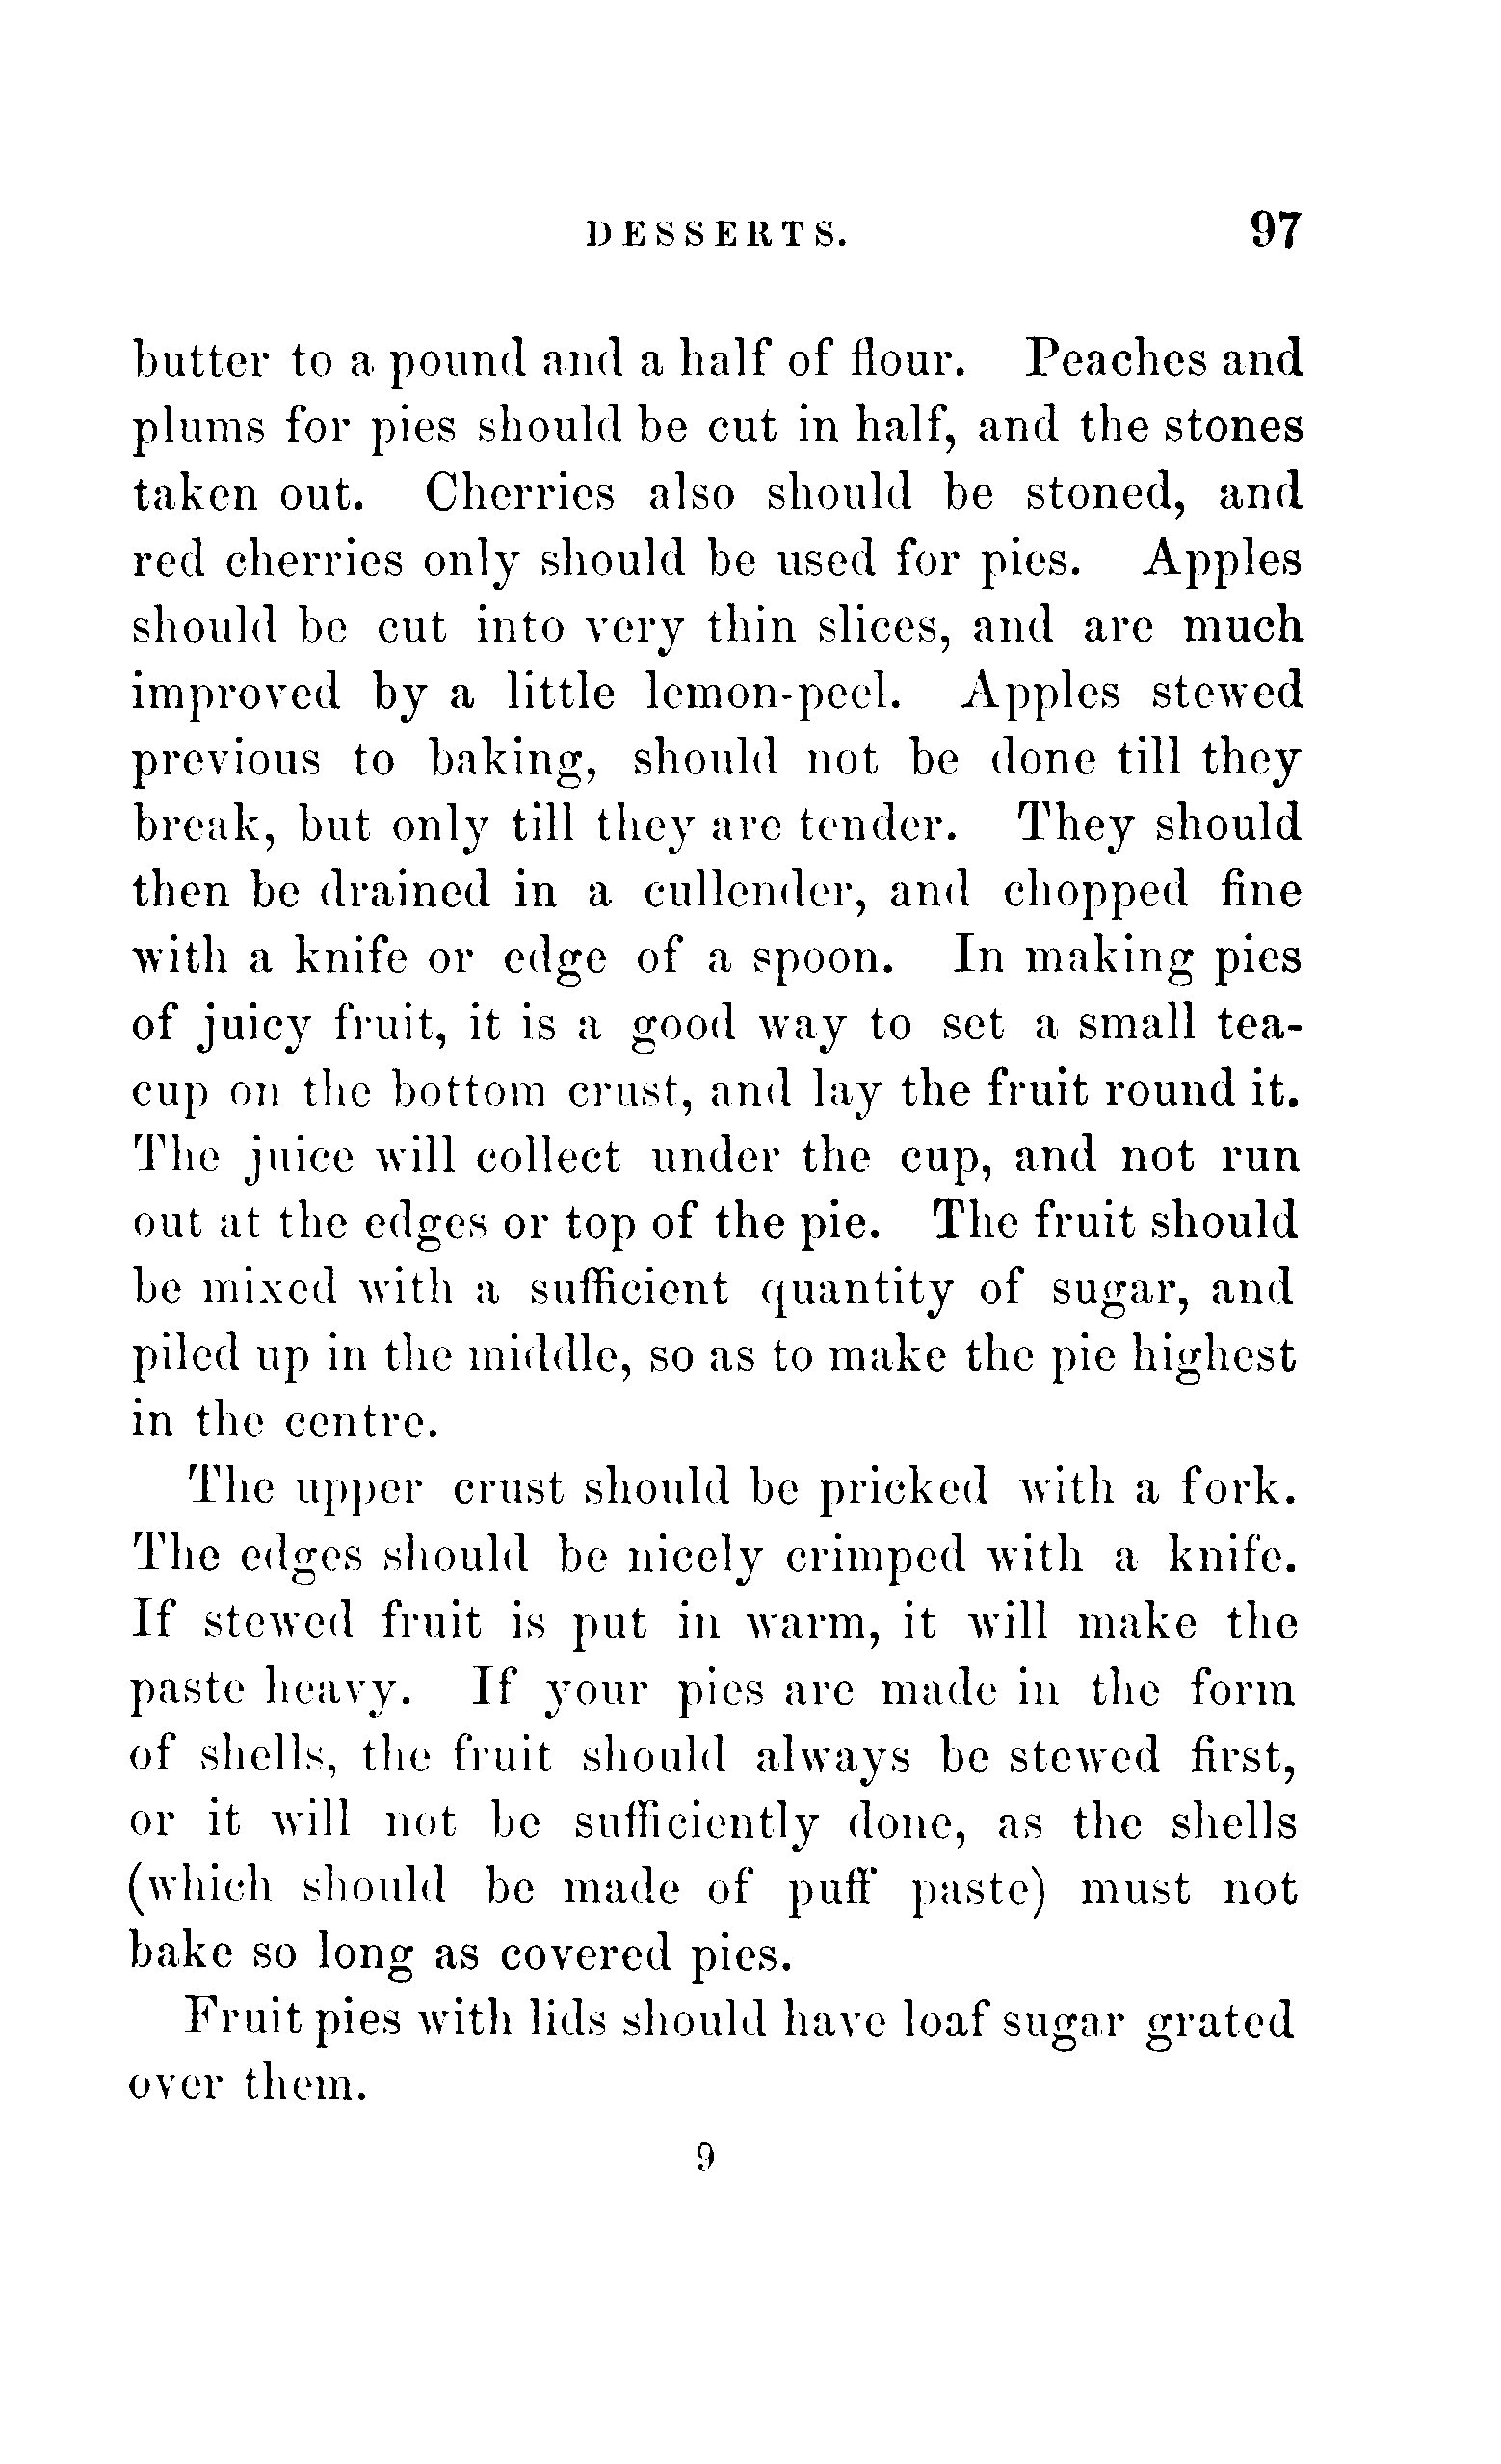 DESSERTS. 97
butter to a pound and a half of flour. Peaches and
plums for pies should be cut in half, and the stones
taken out. Cherries also should be stoned, and
red cherries only should be used for pies. Apples
should be cut into very thin slices, and are much
improved by a little lemon-peel. Apples stewed
previous to baking, should not be done till they
break, but only till they are tender. They should
then be drained in a cullender, and chopped fine
with a knife or edge of a spoon. In making pies
of juicy fruit, it is a good way to set a small tea-
cup on the bottom crust, and lay the fruit round it.
The juice will collect under the cup, and not run
out at the edges or top of the pie. The fruit should
be mixed with a sufficient quantity of sugar, and
piled up in the middle, so as to make the pie highest
in the centre.
The upper crust should be pricked with a fork.
The edges should be nicely crimped with a knife.
If stewed fruit is put in warm, it will make the
paste heavy. If your pies are made in the form
of shells, the fruit should always be stewed first,
or it will not be sufficiently done, as the shells
(which should be made of puff paste) must not
bake so long as covered pies.
Fruit pies with lids should have loaf sugar grated
over them.
9